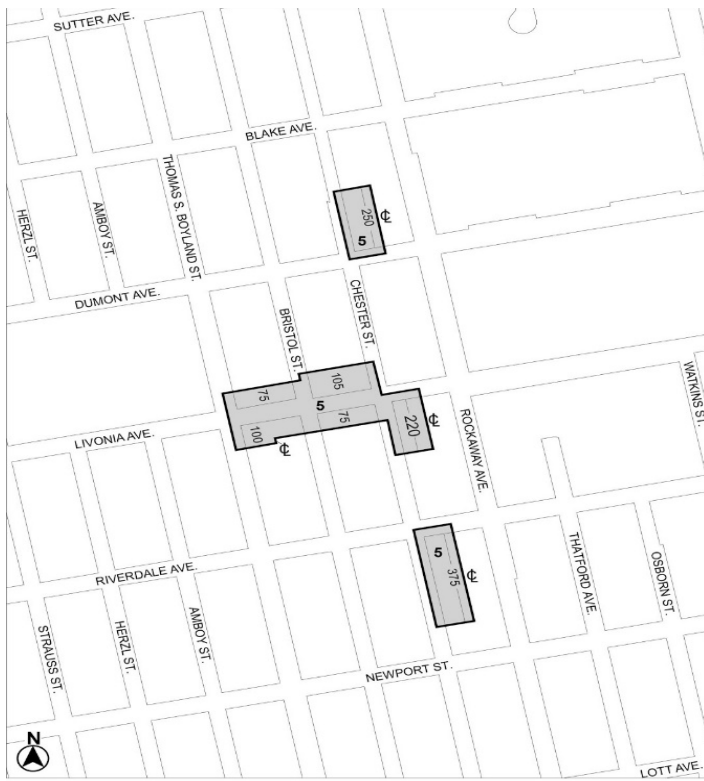 SUTTER AVE.
BLAKE AVE.
THOMAS S. BOYLAND ST.
AMBOY ST.
HERZL ST.
250
℄
5
DUMONT AVE.
BRISTOL ST.
CHESTER ST.
75
105
5
WATKINS ST.
100
75
220
℄
℄
ROCKAWAY AVE.
LIVONIA AVE.
5
375
℄
RIVERDALE AVE.
THATFORD AVE.
OSBORN ST.
STRAUSS ST.
HERZL ST.
AMBOY ST.
NEWPORT ST.
N
LOTT AVE.